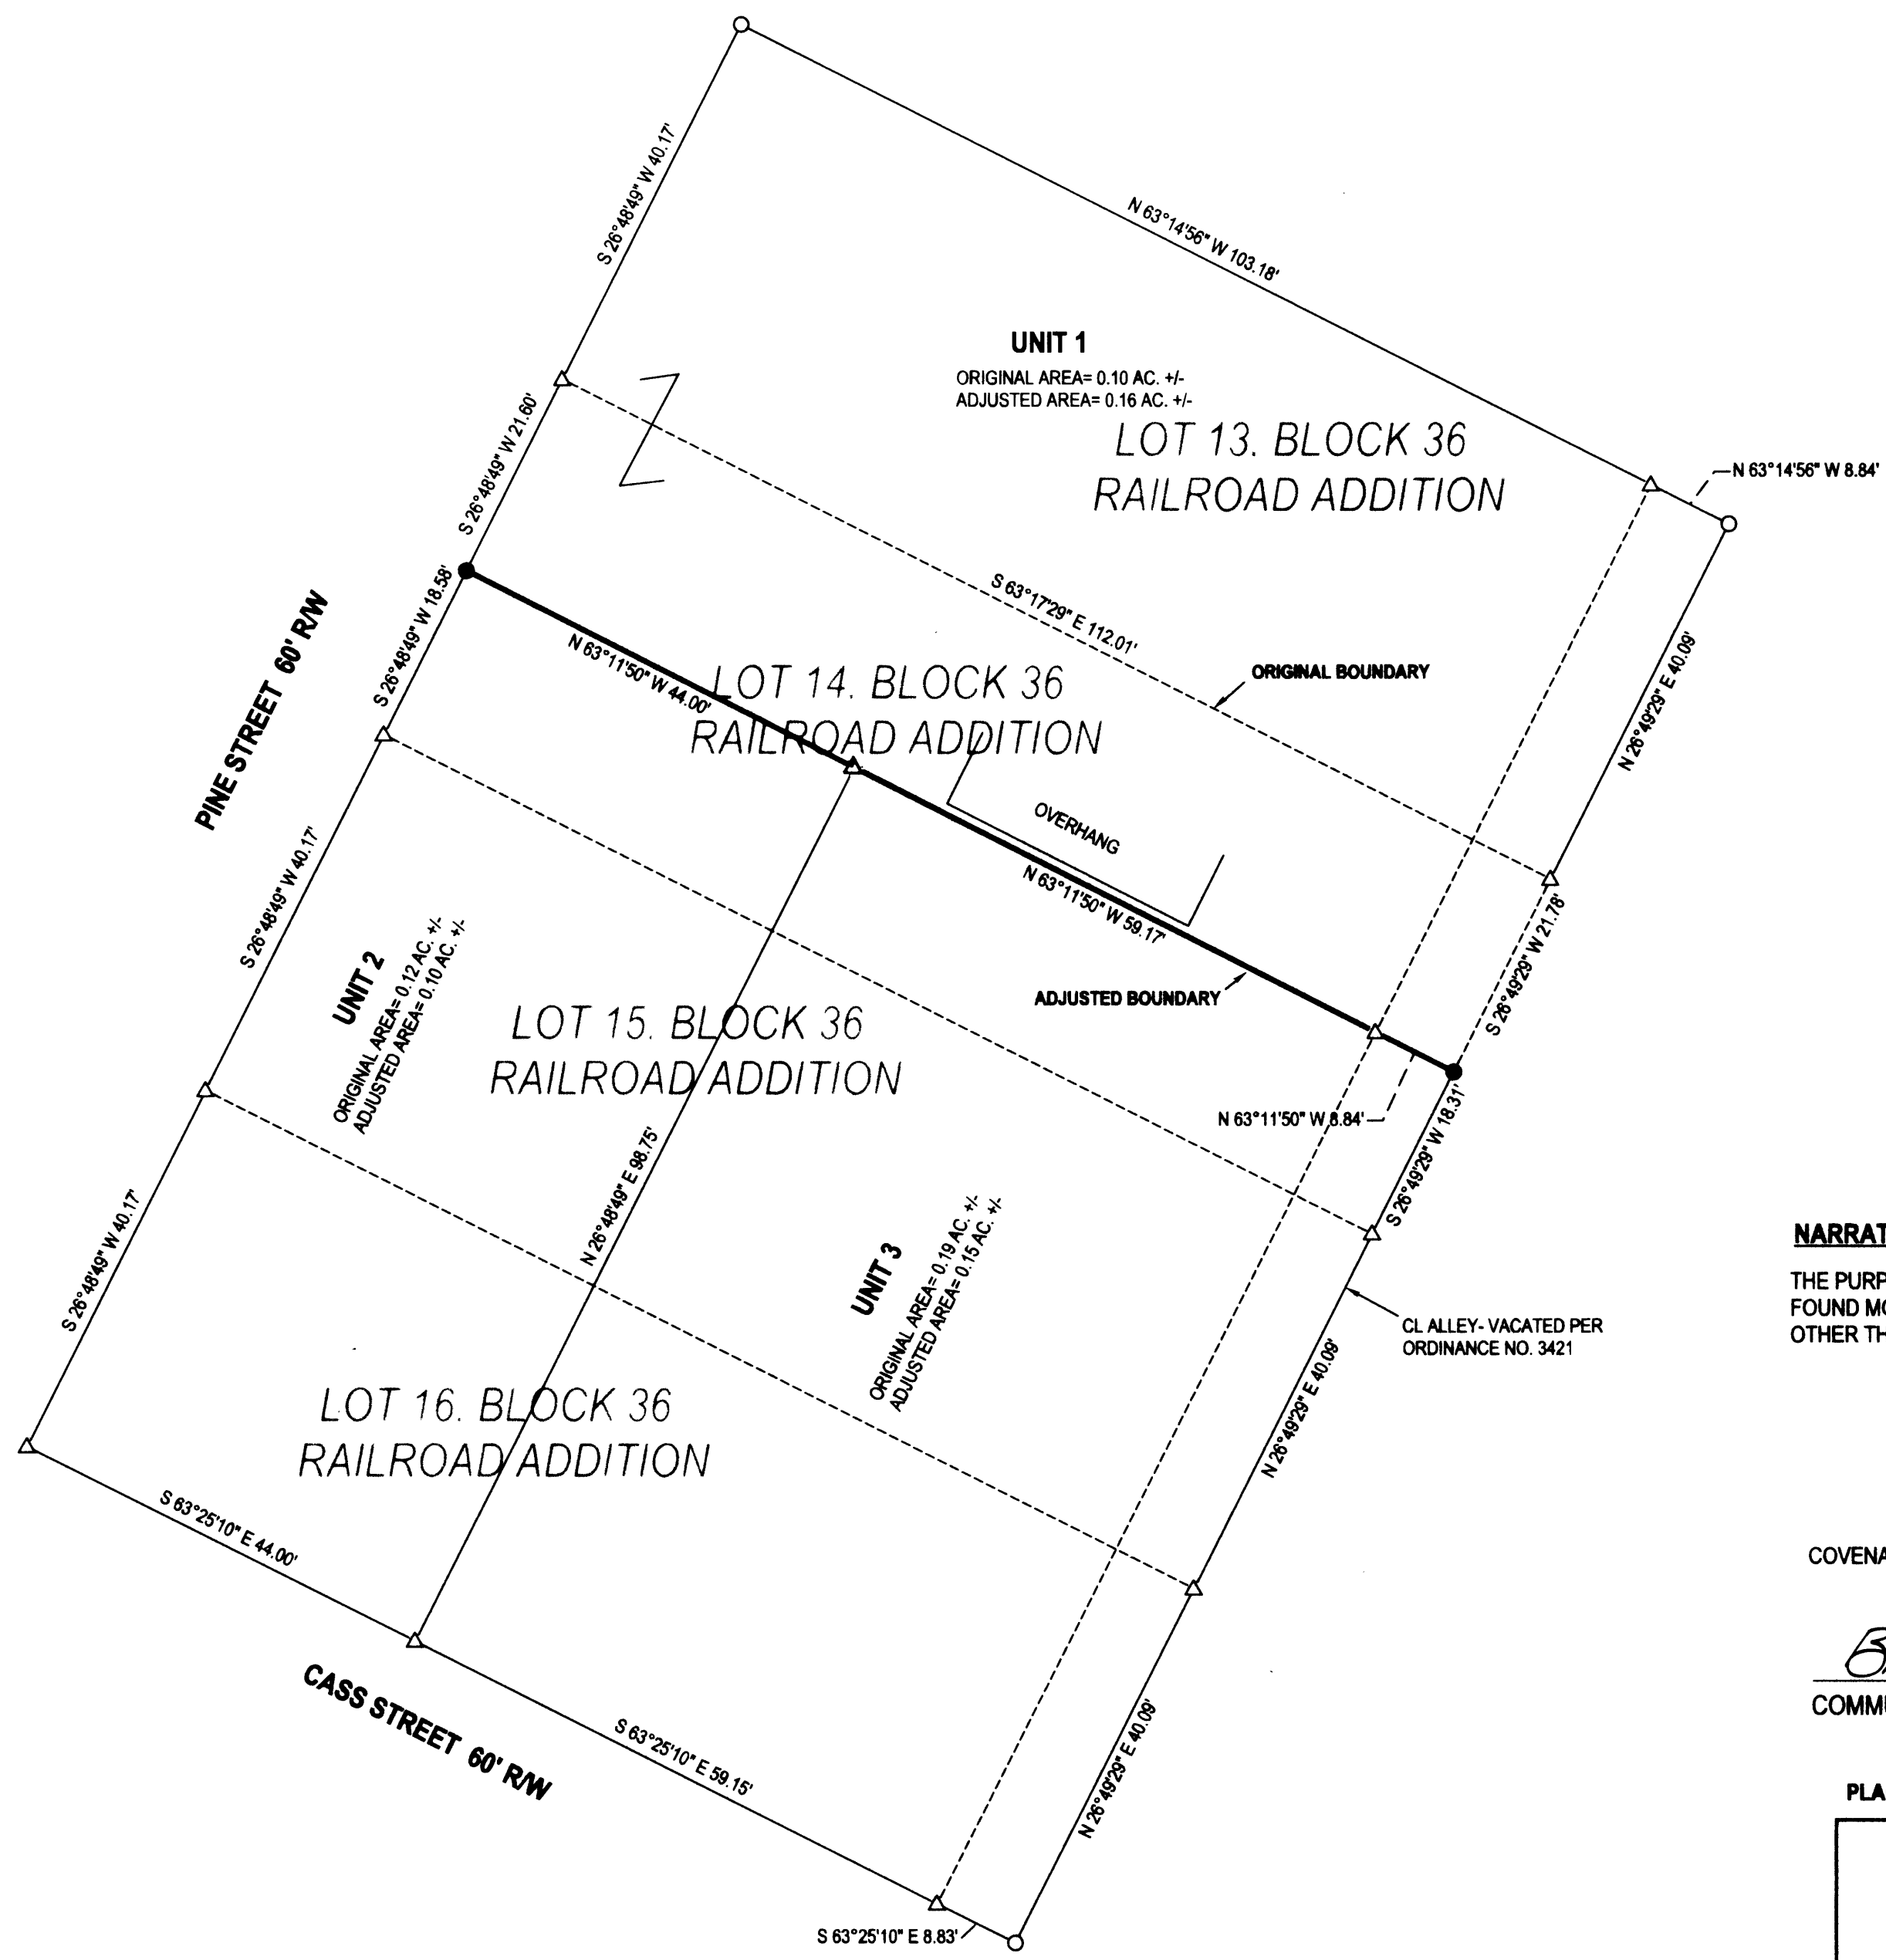 S 26°48'49" W 40.17'
N 63°14'56" W 103.18'
UNIT 1
ORIGINAL AREA= 0.10 AC. +/-
ADJUSTED AREA= 0.16 AC. +/-
LOT 13. BLOCK 36
RAILROAD ADDITION
N 63°14'56" W 8.84'
S 26°48'49" W 21.60'
S 63°17'29" E 112.01'
ORIGINAL BOUNDARY
N 26°49'29" E 40.09'
PINE STREET 60' R/W
S 26°48'49" W 18.58'
N 63°11'50" W 44.00'
LOT 14. BLOCK 36
RAILROAD ADDITION
OVERHANG
N 63°11'50" W 59.17'
ADJUSTED BOUNDARY
S 26°49'29" W 21.78'
S 26°48'49" W 40.17'
UNIT 2
ORIGINAL AREA= 0.12 AC. +/-
ADJUSTED AREA= 0.10 AC. +/-
LOT 15. BLOCK 36
RAILROAD ADDITION
N 63°11'50" W 8.84'
S 26°49'29" W 18.31'
N 26°48'49" E 98.75'
UNIT 3
ORIGINAL AREA= 0.19 AC. +/-
ADJUSTED AREA= 0.15 AC. +/-
CL ALLEY- VACATED PER
ORDINANCE NO. 3421
N 26°49'29" E 40.09'
S 26°48'49" W 40.17'
LOT 16. BLOCK 36
RAILROAD ADDITION
S 63°25'10" E 44.00'
CASS STREET 60' R/W
S 63°25'10" E 59.15'
N 26°49'29" E 40.09'
S 63°25'10" E 8.83'
NARRAT
THE PURP
FOUND MO
OTHER TH
COVENA
COMMU
PLA